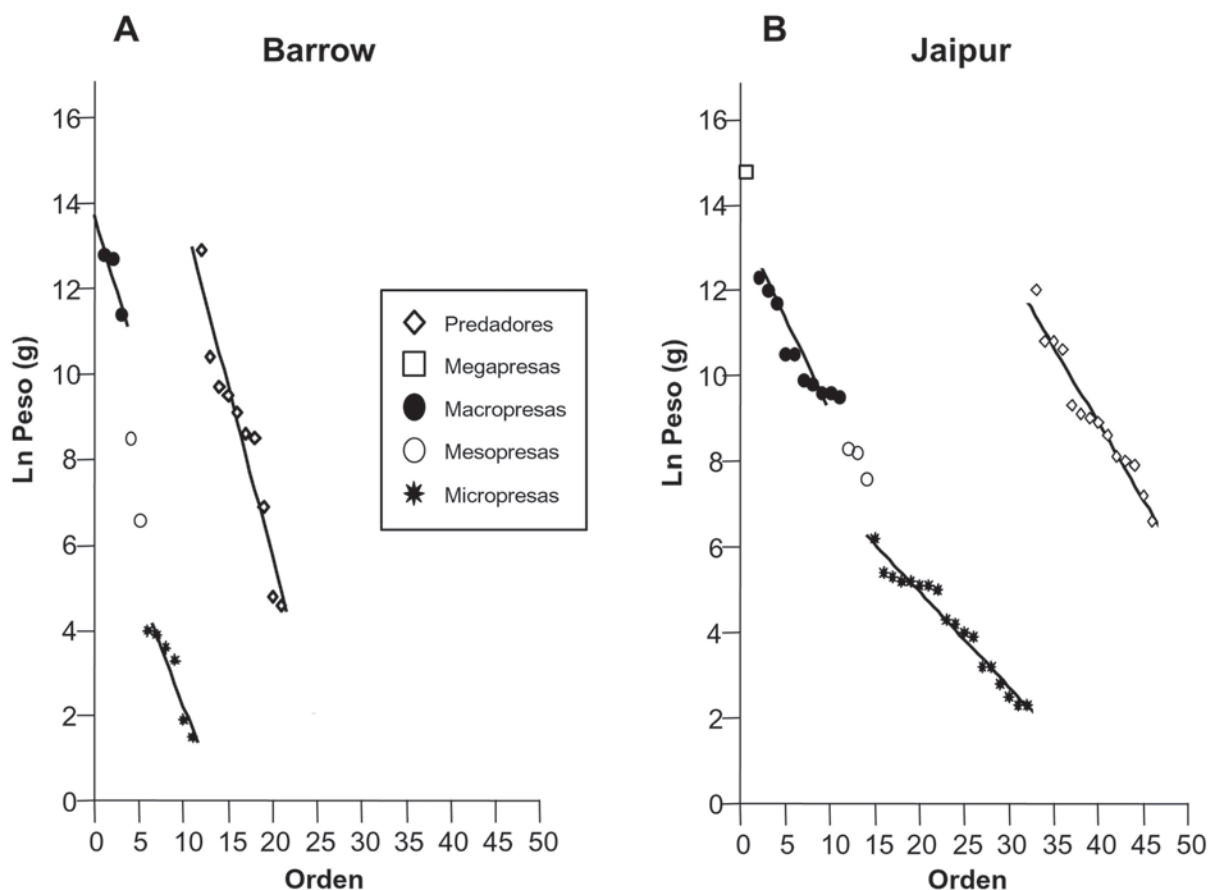 A
Barrow
16
14
12
10
8
6
4
2
0
Ln Peso (g)
0 5 10 15 20 25 30 35 40 45 50
Orden
Predadores
Megapresas
Macropresas
Mesopresas
Micropresas
B
Jaipur
16
14
12
10
8
6
4
2
0
Ln Peso (g)
0 5 10 15 20 25 30 35 40 45 50
Orden